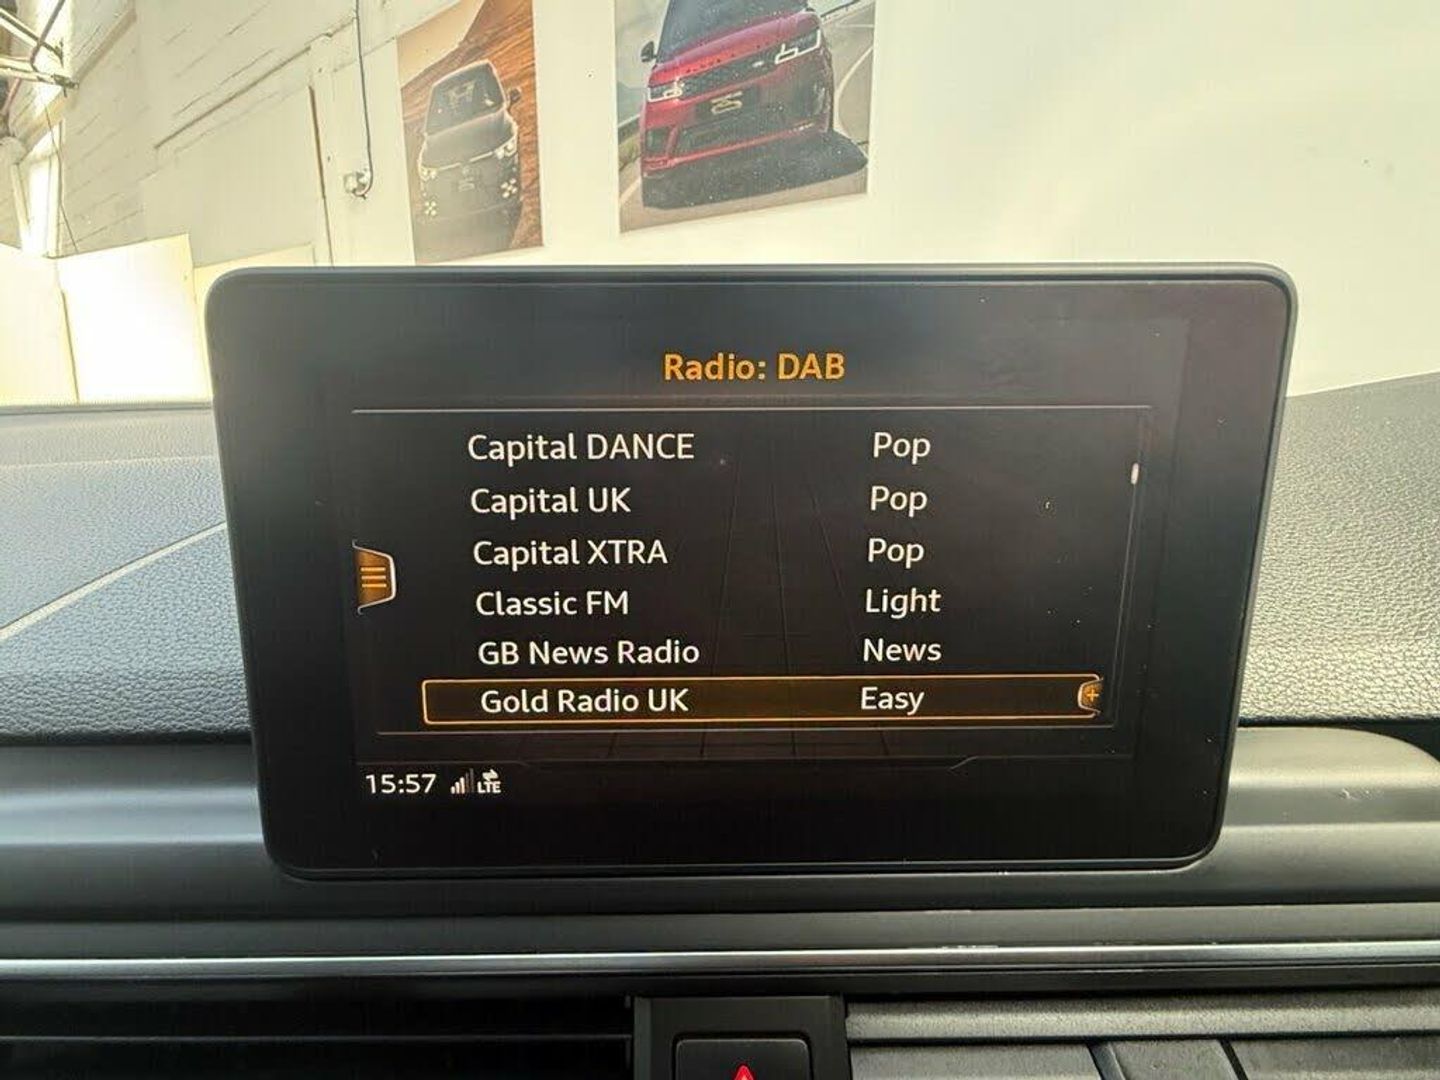 Radio: DAB
Capital DANCE Pop
Capital UK Pop
Capital XTRA Pop
Classic FM Light
GB News Radio News
Gold Radio UK Easy
15:57 LTE